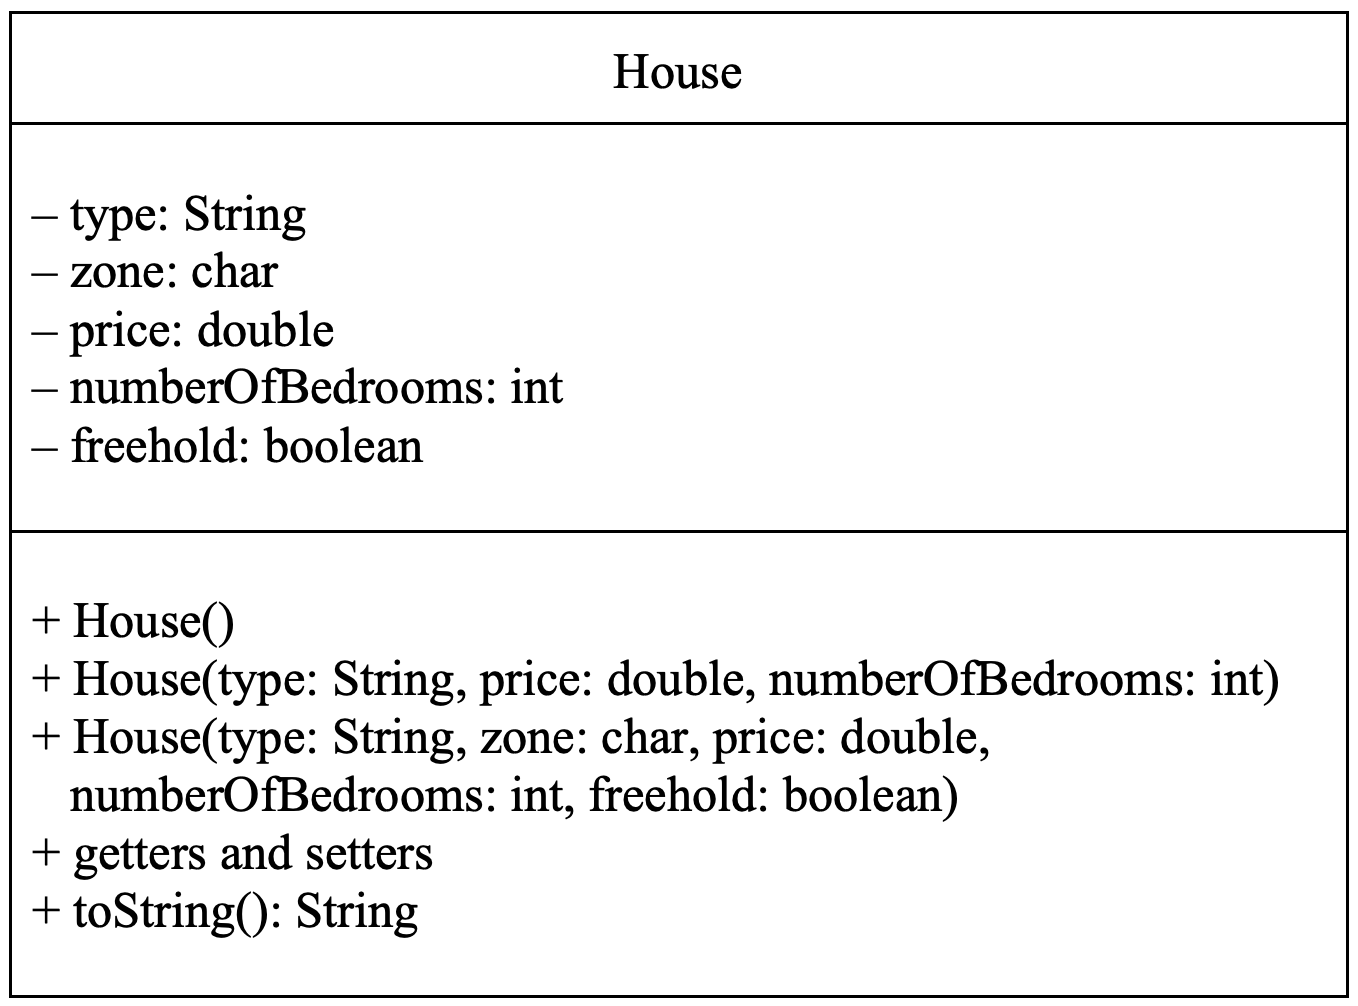 House
– type: String
– zone: char
– price: double
– numberOfBedrooms: int
– freehold: boolean
+ House()
+ House(type: String, price: double, numberOfBedrooms: int)
+ House(type: String, zone: char, price: double,
numberOfBedrooms: int, freehold: boolean)
+ getters and setters
+ toString(): String